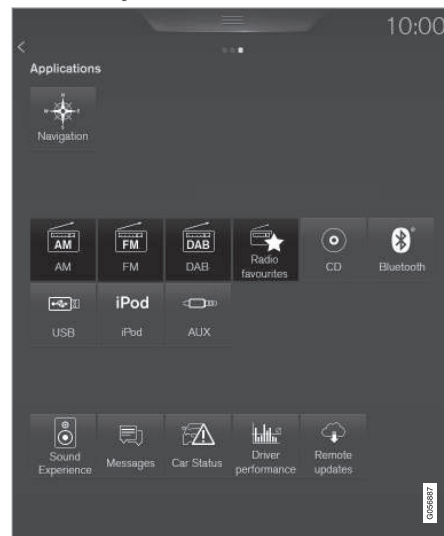 10:00
Applications
Navigation
AM
FM
DAB
AM
FM
DAB
Radio
favourites
CD
Bluetooth
iPod
USB
iPod
AUX
Sound
Experience
Messages
Car Status
Driver
performance
Remote
updates
G056887